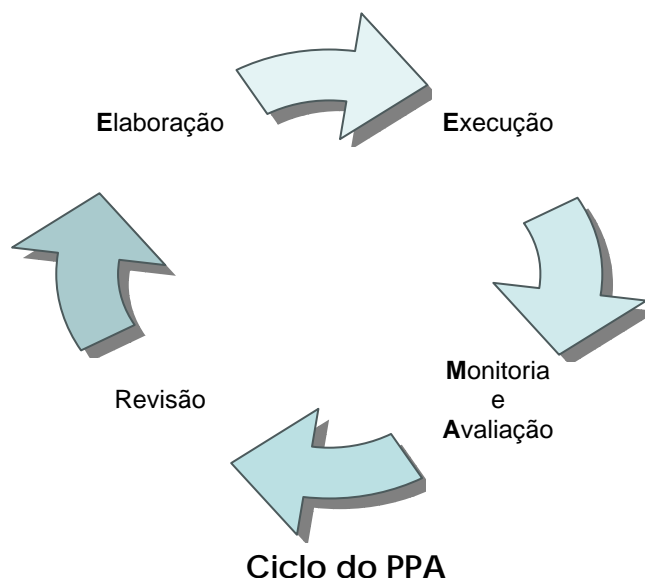 Elaboração
Execução
Monitoria
e
Avaliação
Revisão
Ciclo do PPA